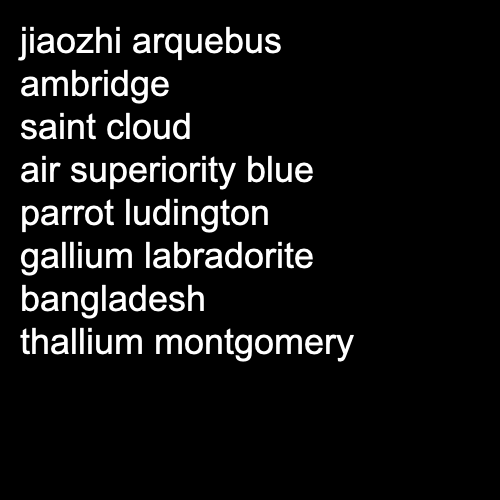 jiaozhi arquebus
ambridge
saint cloud
air superiority blue
parrot ludington
gallium labradorite
bangladesh
thallium montgomery